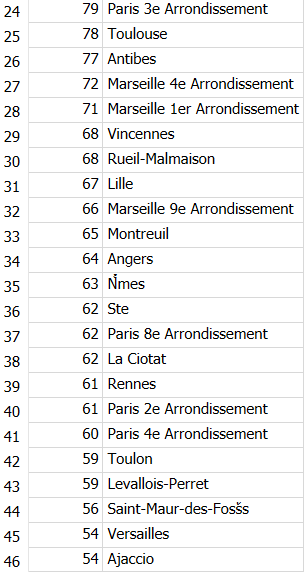 24 79 Paris 3e Arrondissement
25 78 Toulouse
26 77 Antibes
27 72 Marseille 4e Arrondissement
28 71 Marseille 1er Arrondissement
29 68 Vincennes
30 68 Rueil-Malmaison
31 67 Lille
32 66 Marseille 9e Arrondissement
33 65 Montreuil
34 64 Angers
35 63 Nǐmes
36 62 Ste
37 62 Paris 8e Arrondissement
38 62 La Ciotat
39 61 Rennes
40 61 Paris 2e Arrondissement
41 60 Paris 4e Arrondissement
42 59 Toulon
43 59 Levallois-Perret
44 56 Saint-Maur-des-Fosšs
45 54 Versailles
46 54 Ajaccio